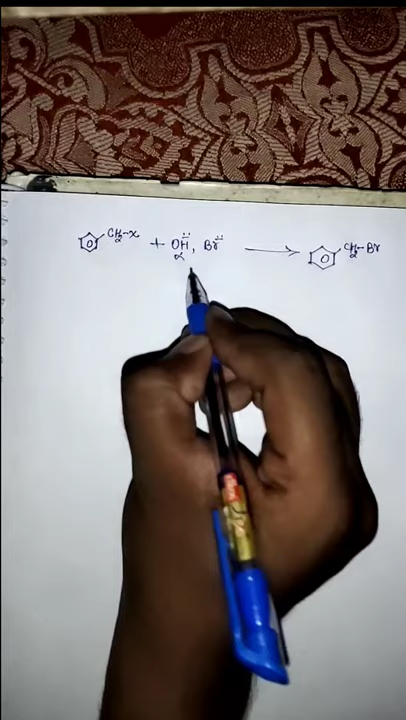 CH2-X + OH, Br → CH2-Br
α